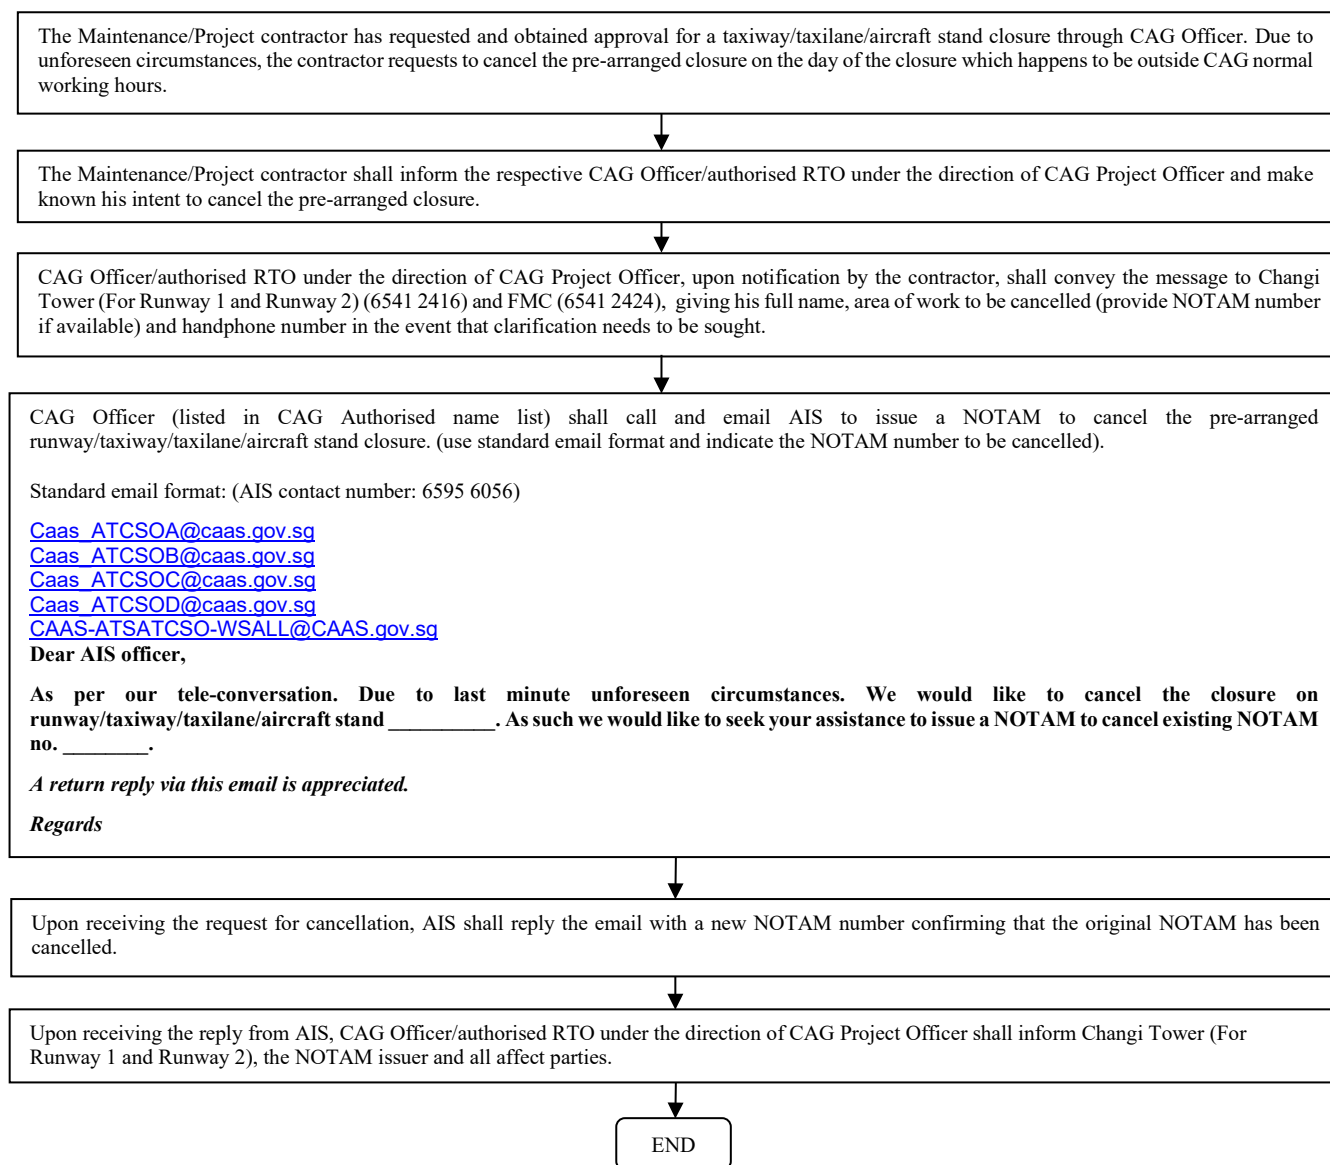 The Maintenance/Project contractor has requested and obtained approval for a taxiway/taxilane/aircraft stand closure through CAG Officer. Due to
unforeseen circumstances, the contractor requests to cancel the pre-arranged closure on the day of the closure which happens to be outside CAG normal
working hours.
The Maintenance/Project contractor shall inform the respective CAG Officer/authorised RTO under the direction of CAG Project Officer and make
known his intent to cancel the pre-arranged closure.
CAG Officer/authorised RTO under the direction of CAG Project Officer, upon notification by the contractor, shall convey the message to Changi
Tower (For Runway 1 and Runway 2) (6541 2416) and FMC (6541 2424), giving his full name, area of work to be cancelled (provide NOTAM number
if available) and handphone number in the event that clarification needs to be sought.
CAG Officer (listed in CAG Authorised name list) shall call and email AIS to issue a NOTAM to cancel the pre-arranged
runway/taxiway/taxilane/aircraft stand closure. (use standard email format and indicate the NOTAM number to be cancelled).
Standard email format: (AIS contact number: 6595 6056)
Caas_ATCSOA@caas.gov.sg
Caas_ATCSOB@caas.gov.sg
Caas_ATCSOC@caas.gov.sg
Caas_ATCSOD@caas.gov.sg
CAAS-ATSATCSO-WSALL@CAAS.gov.sg
Dear AIS officer,
As per our tele-conversation. Due to last minute unforeseen circumstances. We would like to cancel the closure on
runway/taxiway/taxilane/aircraft stand __________. As such we would like to seek your assistance to issue a NOTAM to cancel existing NOTAM
no. ________.
A return reply via this email is appreciated.
Regards
Upon receiving the request for cancellation, AIS shall reply the email with a new NOTAM number confirming that the original NOTAM has been
cancelled.
Upon receiving the reply from AIS, CAG Officer/authorised RTO under the direction of CAG Project Officer shall inform Changi Tower (For
Runway 1 and Runway 2), the NOTAM issuer and all affect parties.
END